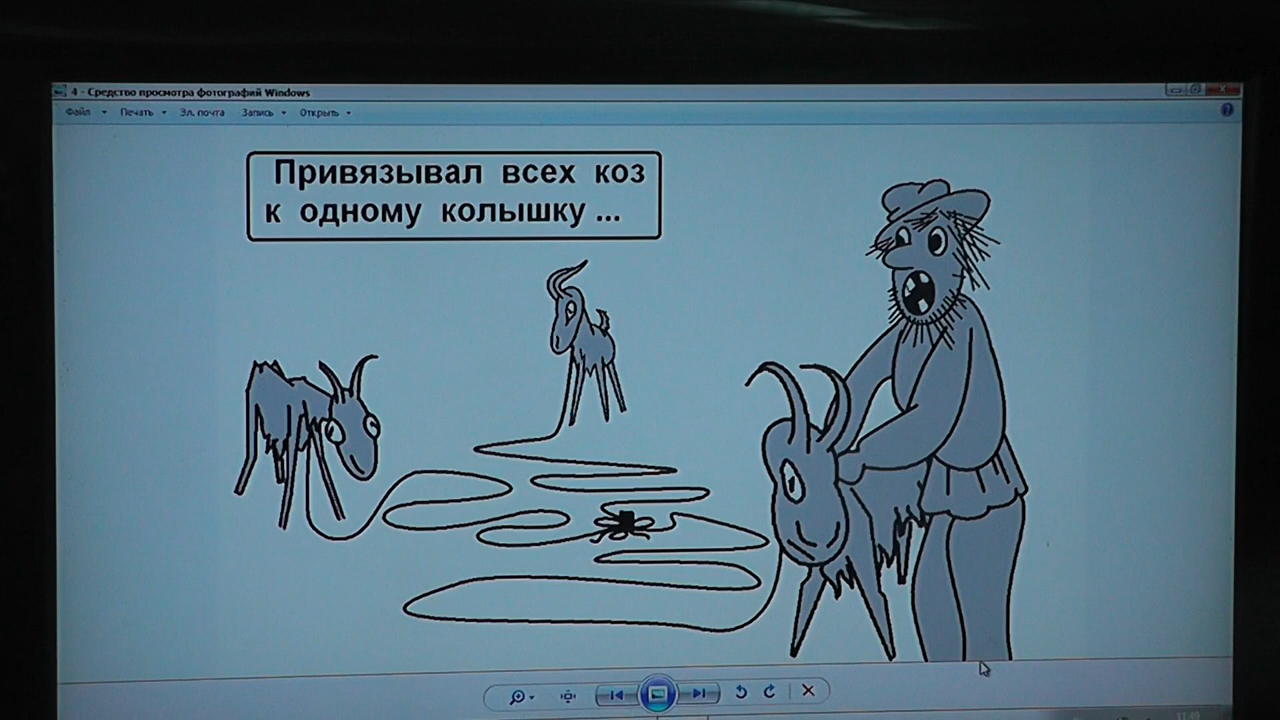 4 - Средство просмотра фотографий Windows
Файл Печать Эл. почта Запись Открыть
Привязывал всех коз
к одному колышку ...